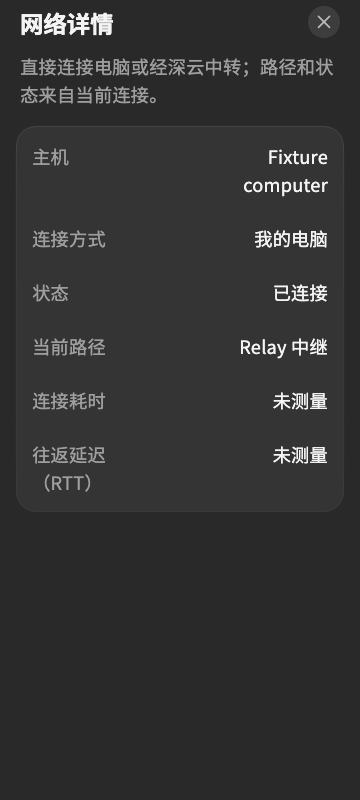 网络详情
直接连接电脑或经深云中转；路径和状
态来自当前连接。
主机
Fixture
computer
连接方式
我的电脑
状态
已连接
当前路径
Relay 中继
连接耗时
未测量
往返延迟
（RTT）
未测量